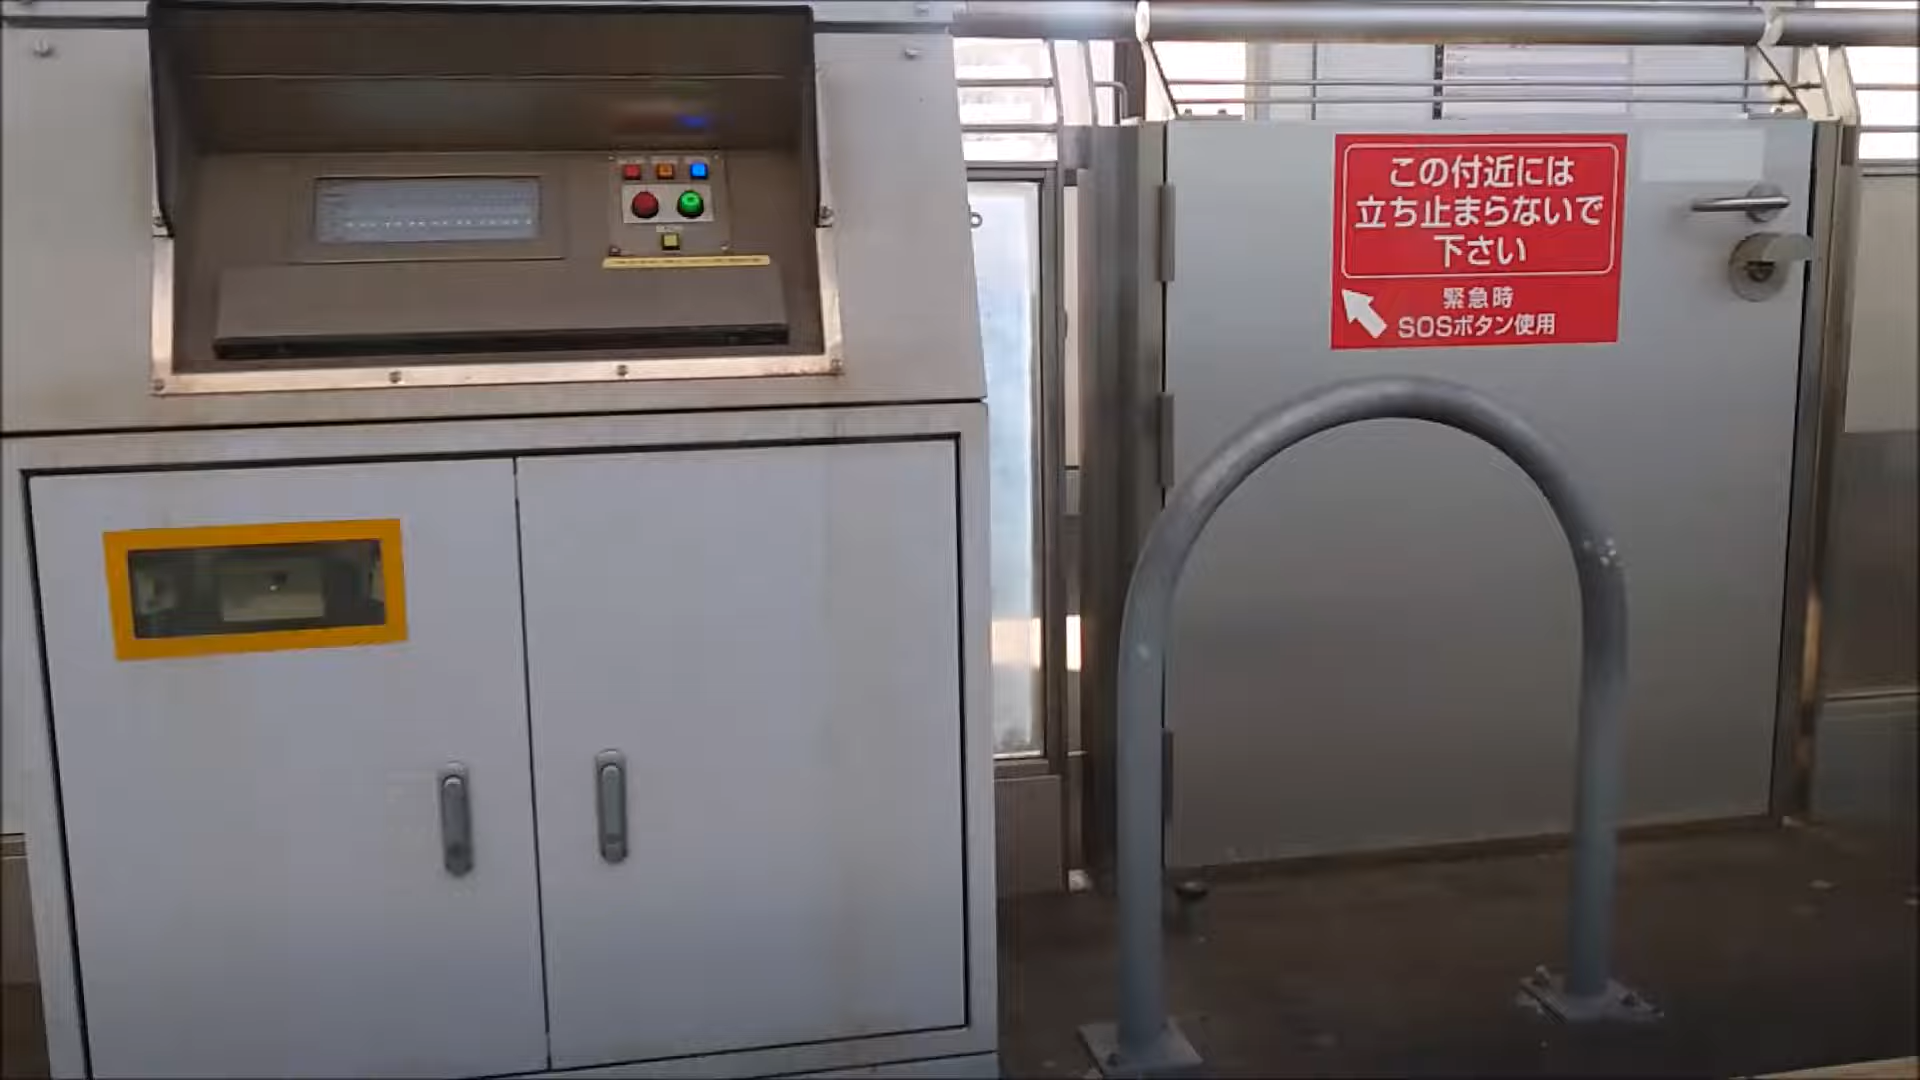 この付近には
立ち止まらないで
下さい
緊急時
SOSボタン使用